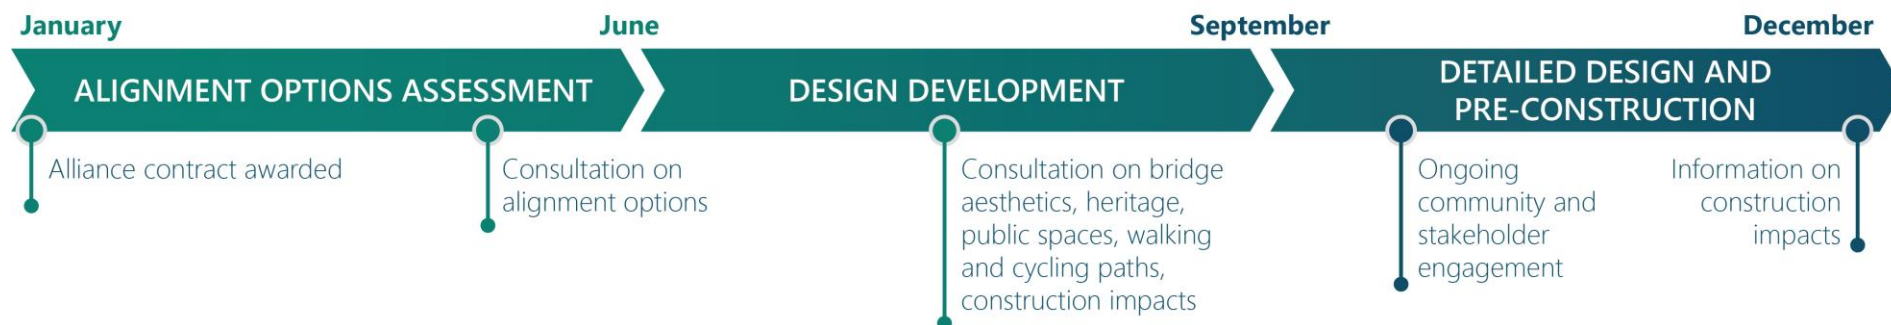 January
June
September
December
ALIGNMENT OPTIONS ASSESSMENT
DESIGN DEVELOPMENT
DETAILED DESIGN AND
PRE-CONSTRUCTION
Alliance contract awarded
Consultation on
alignment options
Consultation on bridge
aesthetics, heritage,
public spaces, walking
and cycling paths,
construction impacts
Ongoing
community and
stakeholder
engagement
Information on
construction
impacts